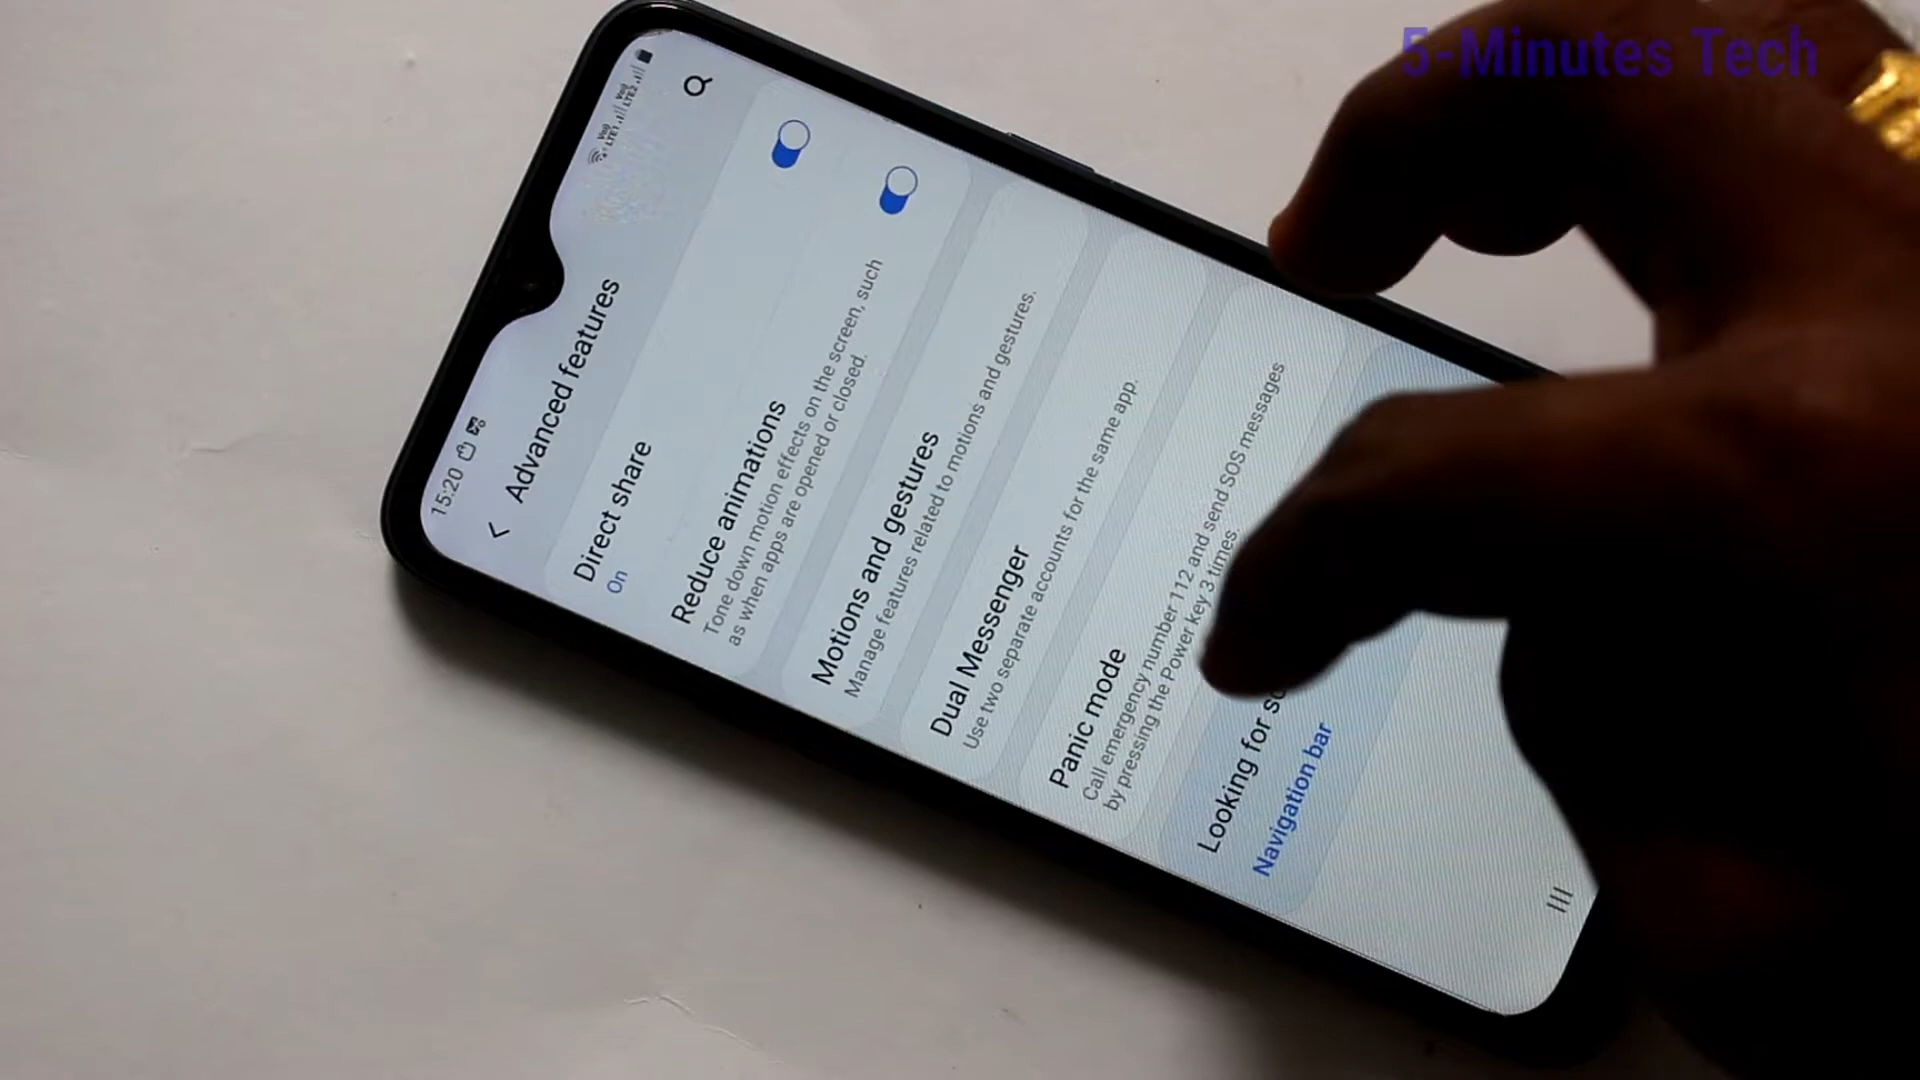 5-Minutes Tech
15:20
Advanced features
Direct share
On
Reduce animations
Tone down motion effects on the screen, such
as when apps are opened or closed.
Motions and gestures
Manage features related to motions and gestures.
Dual Messenger
Use two separate accounts for the same app.
Panic mode
Call emergency number 112 and send SOS messages
by pressing the Power key 3 times.
Looking for
Navigation bar